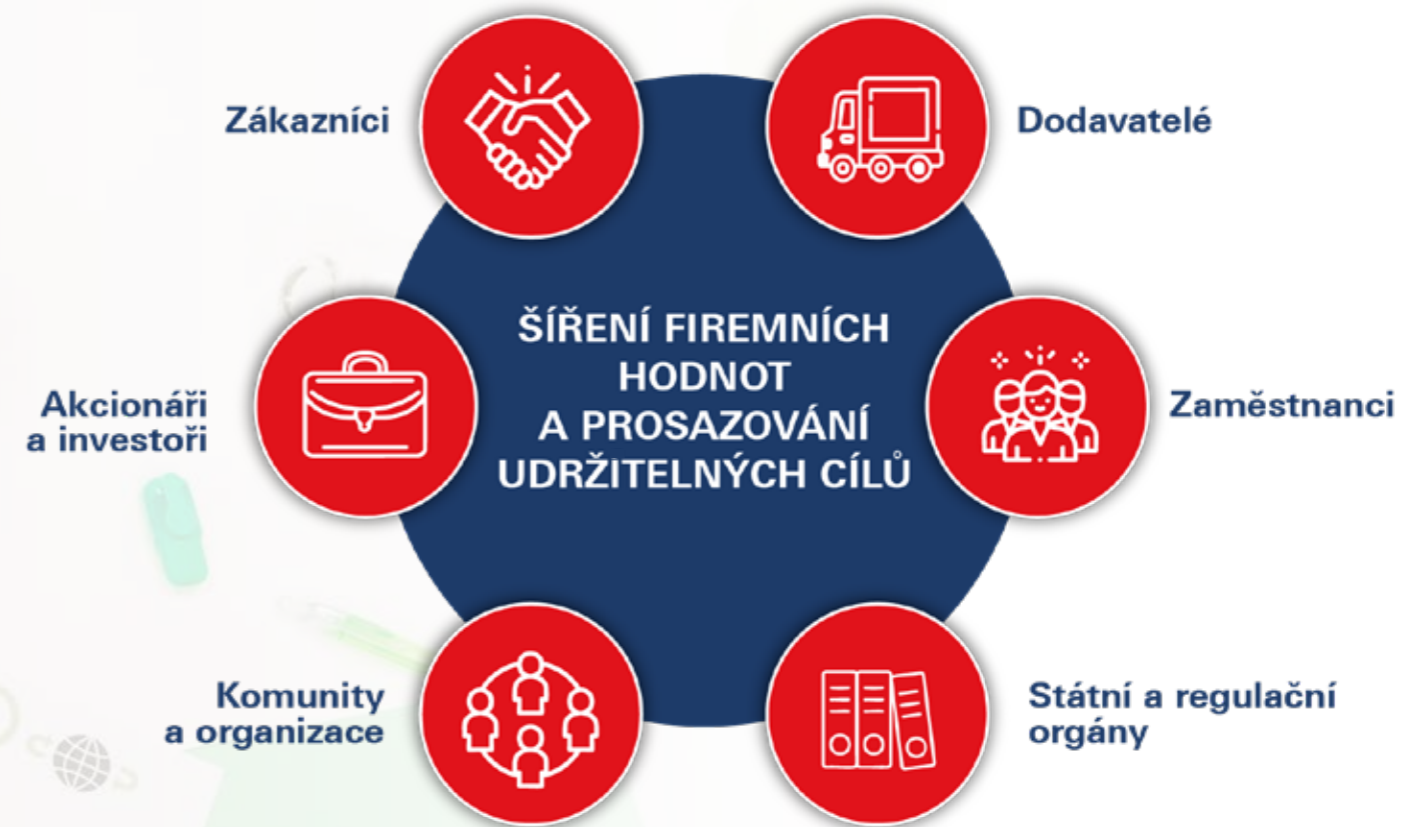 Zákazníci
Dodavatelé
ŠÍŘENÍ FIREMNÍCH
HODNOT
A PROSAZOVÁNÍ
UDRŽITELNÝCH CÍLŮ
Akcionáři
a investoři
Zaměstnanci
Komunity
a organizace
Státní a regulační
orgány